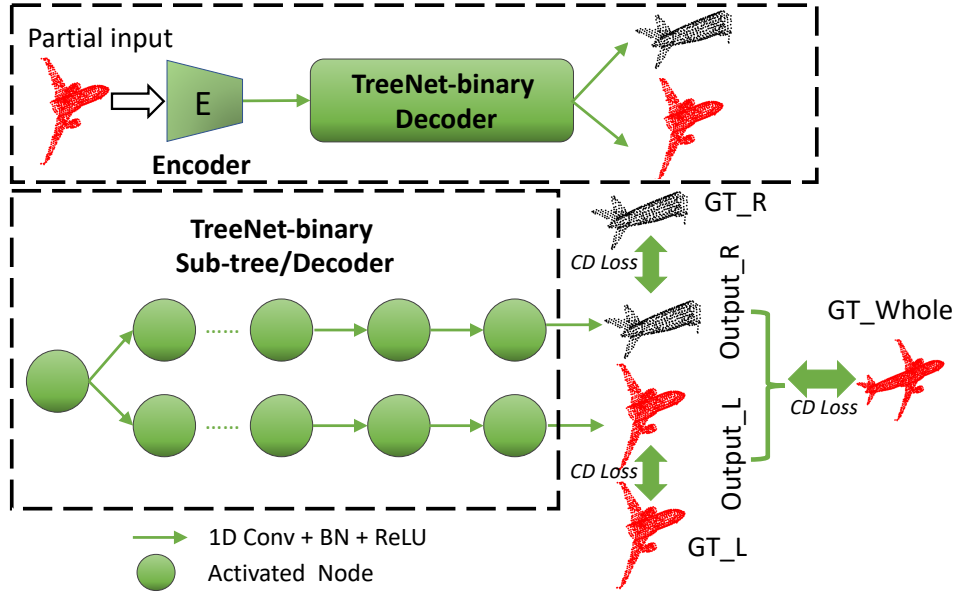 Partial input
E
Encoder
TreeNet-binary
Decoder
TreeNet-binary
Sub-tree/Decoder
......
......
GT_R
CD Loss
Output_R
GT_Whole
CD Loss
Output_L
CD Loss
GT_L
1D Conv + BN + ReLU
Activated Node